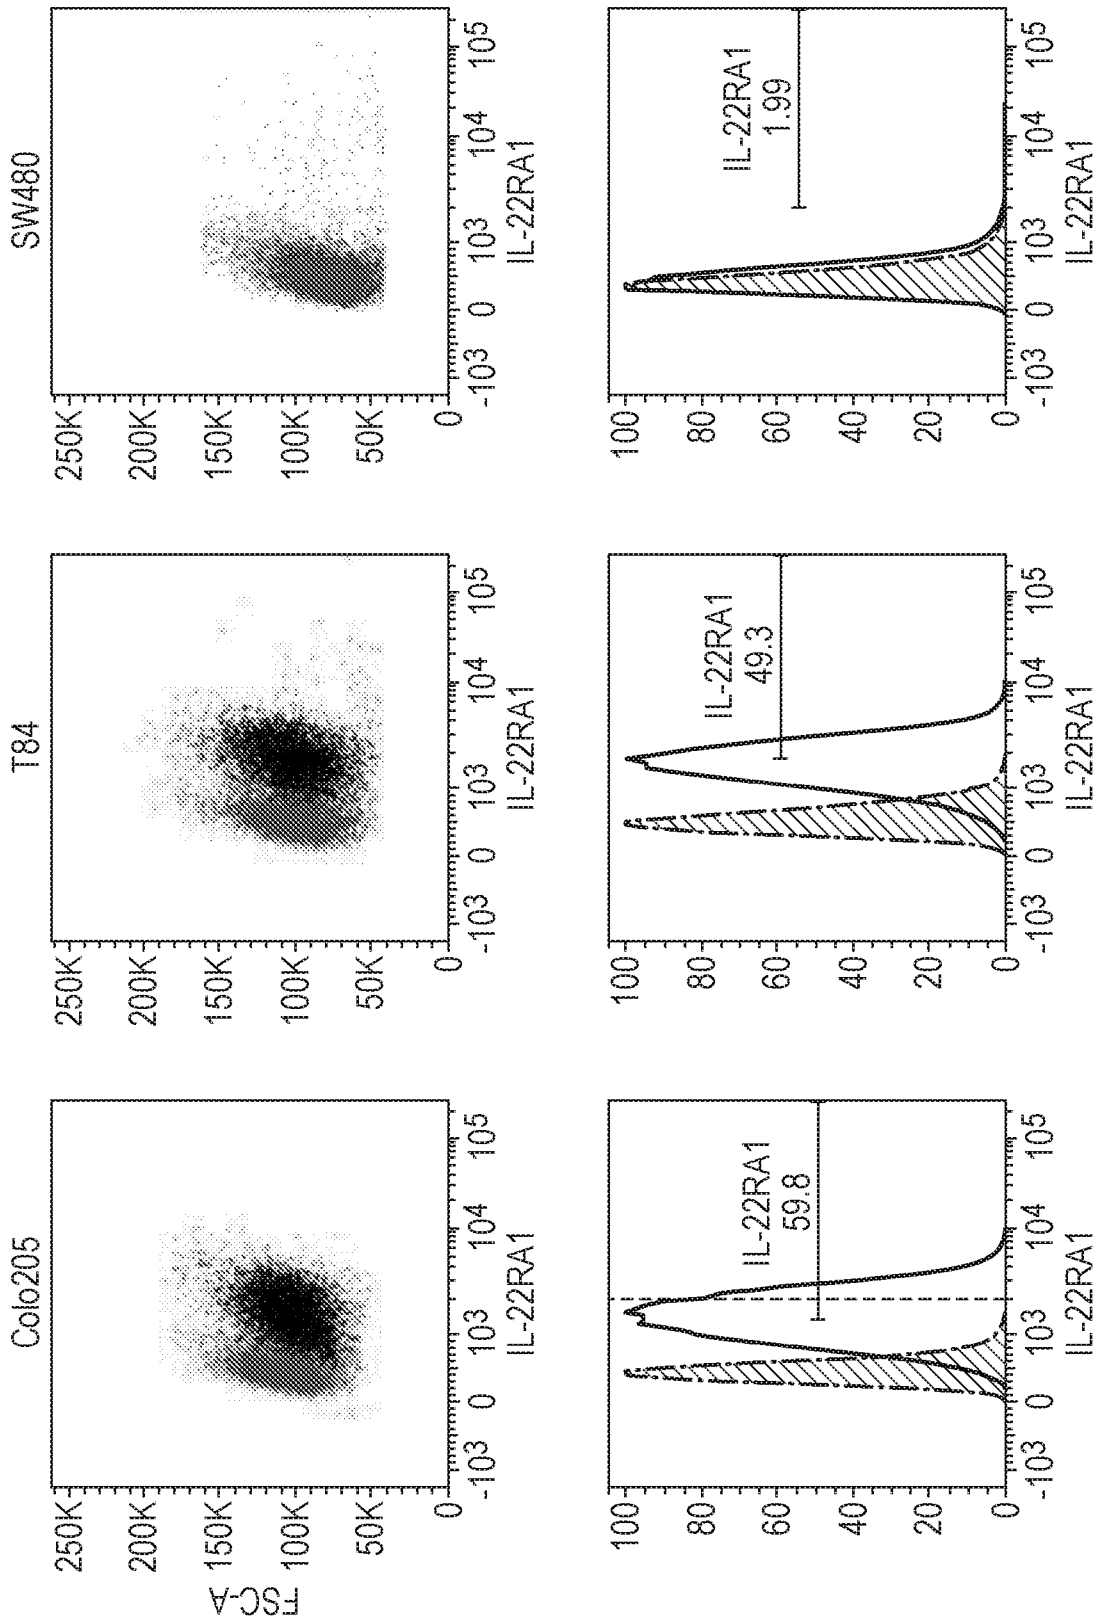 Colo205
FSC-A
250K
200K
150K
100K
50K
0
-10³ 0 10³ 10⁴ 10⁵
IL-22RA1
T84
250K
200K
150K
100K
50K
0
-10³ 0 10³ 10⁴ 10⁵
IL-22RA1
SW480
250K
200K
150K
100K
50K
0
-10³ 0 10³ 10⁴ 10⁵
IL-22RA1
100
80
60
40
20
0
IL-22RA1
59.8
-10³ 0 10³ 10⁴ 10⁵
IL-22RA1
100
80
60
40
20
0
IL-22RA1
49.3
-10³ 0 10³ 10⁴ 10⁵
IL-22RA1
100
80
60
40
20
0
IL-22RA1
1.99
-10³ 0 10³ 10⁴ 10⁵
IL-22RA1